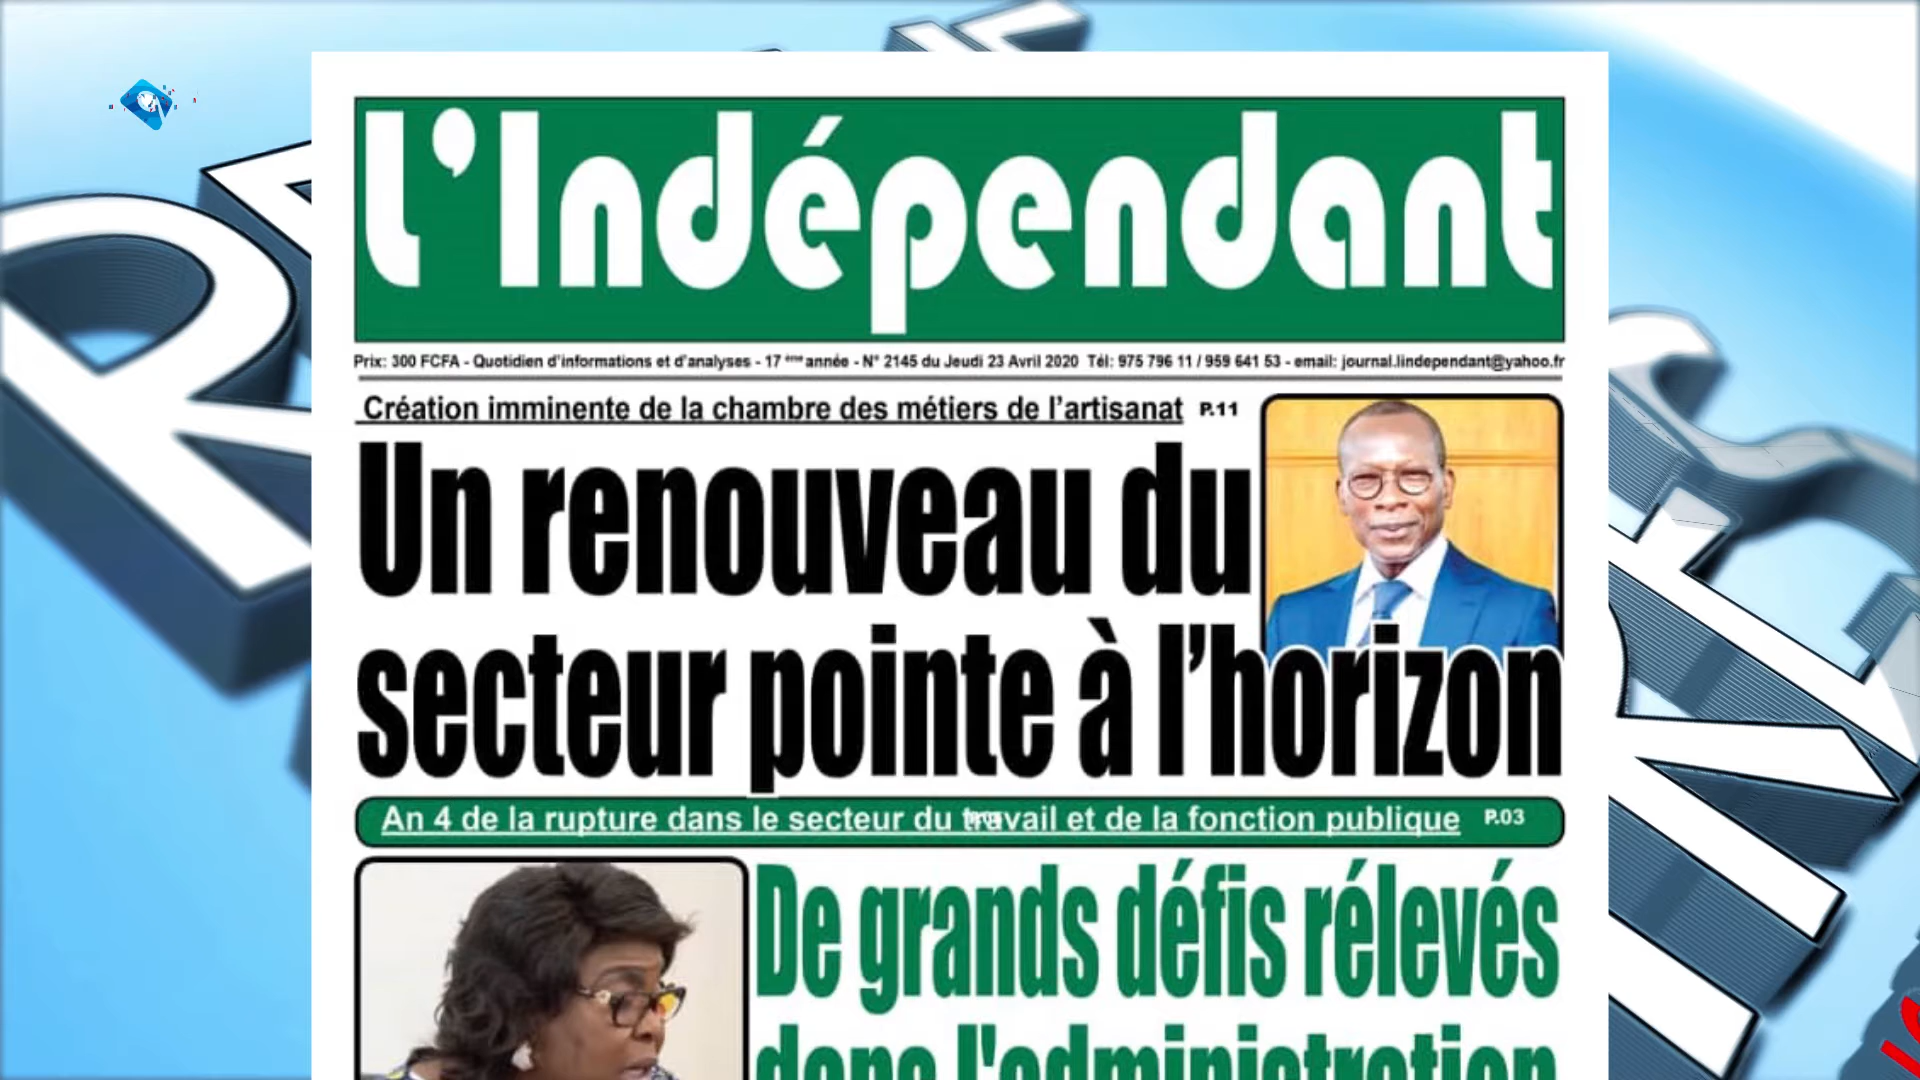 L'Indépendant
Prix: 300 FCFA - Quotidien d'informations et d'analyses - 17 ème année - N° 2145 du Jeudi 23 Avril 2020 Tél: 975 796 11 / 959 641 53 - email: journal.lindependant@yahoo.fr
Création imminente de la chambre des métiers de l'artisanat P.11
Un renouveau du
secteur pointe à l'horizon
An 4 de la rupture dans le secteur du travail et de la fonction publique P.03
De grands défis rélevés
dans l'administration